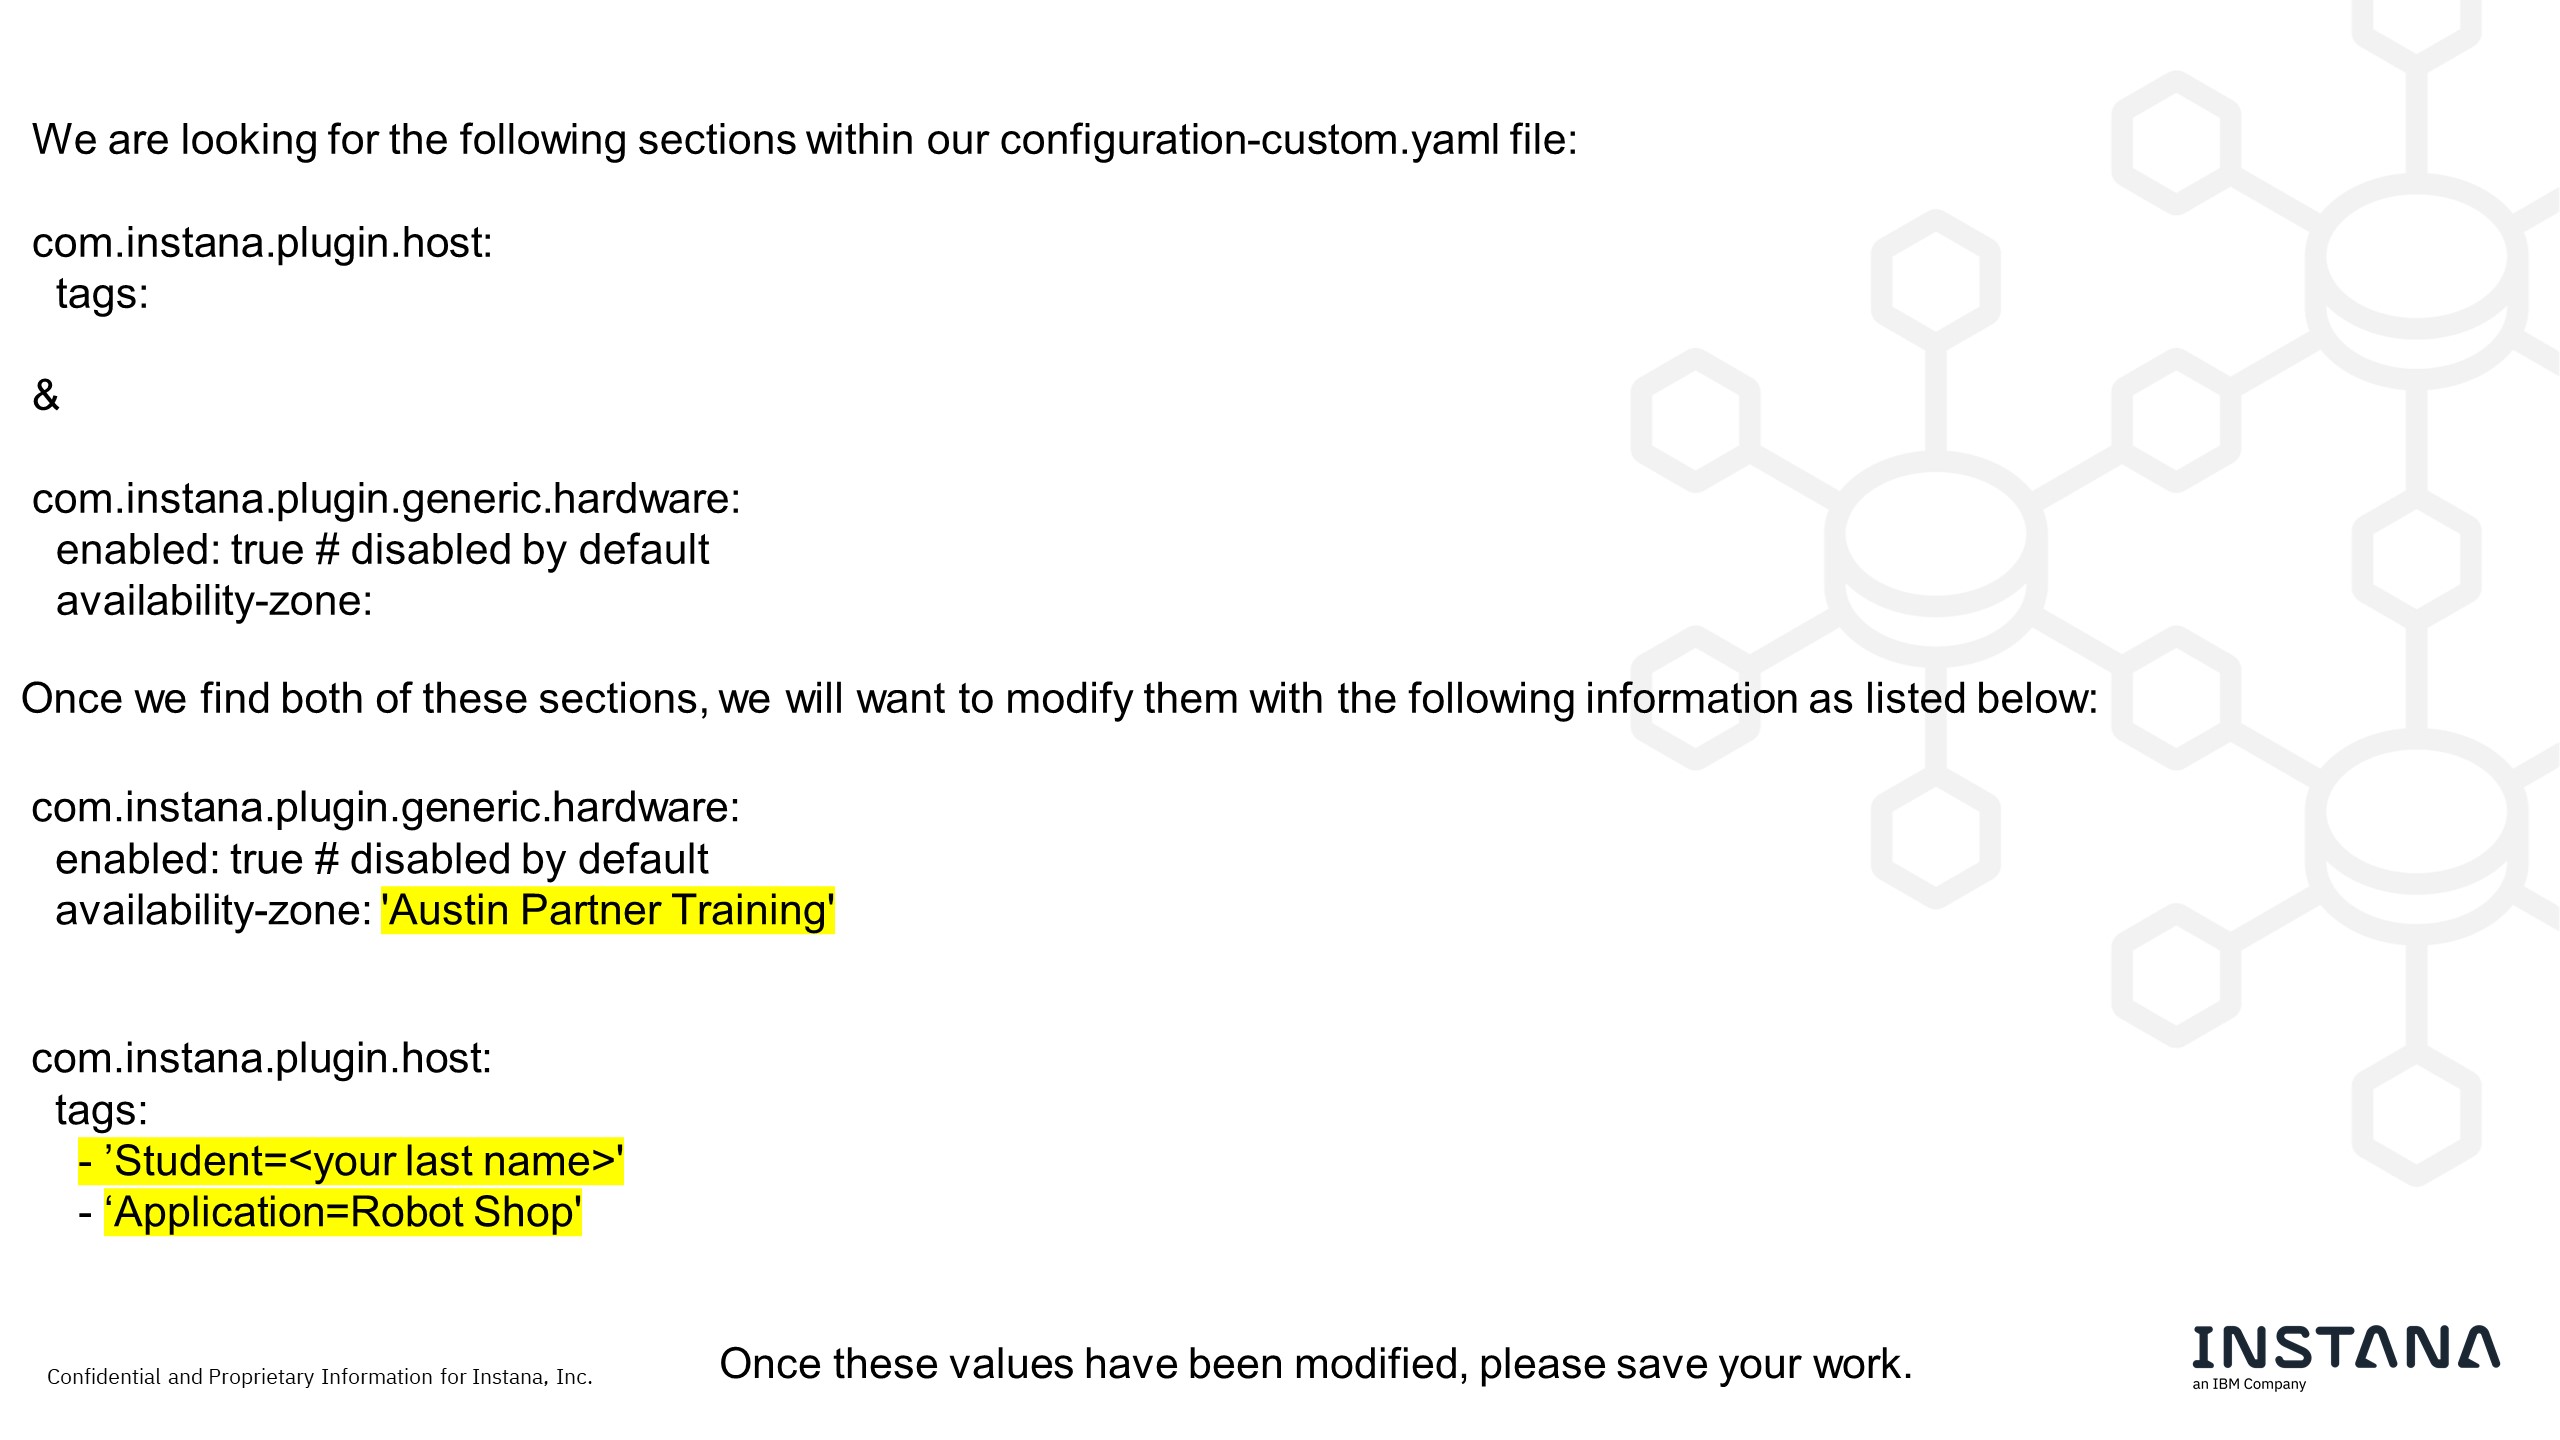 We are looking for the following sections within our configuration-custom.yaml file:
com.instana.plugin.host:
  tags:
&
com.instana.plugin.generic.hardware:
  enabled: true # disabled by default
  availability-zone:
Once we find both of these sections, we will want to modify them with the following information as listed below:
com.instana.plugin.generic.hardware:
  enabled: true # disabled by default
  availability-zone: 'Austin Partner Training'
com.instana.plugin.host:
  tags:
    - ’Student=<your last name>'
    - ‘Application=Robot Shop'
Once these values have been modified, please save your work.
Confidential and Proprietary Information for Instana, Inc.
INSTANA
an IBM Company